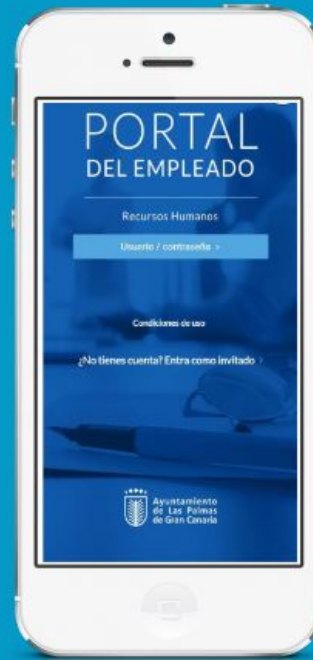 PORTAL
DEL EMPLEADO
Recursos Humanos
Usuario / contraseña >
Condiciones de uso
¿No tienes cuenta? Entra como invitado >
Ayuntamiento
de Las Palmas
de Gran Canaria